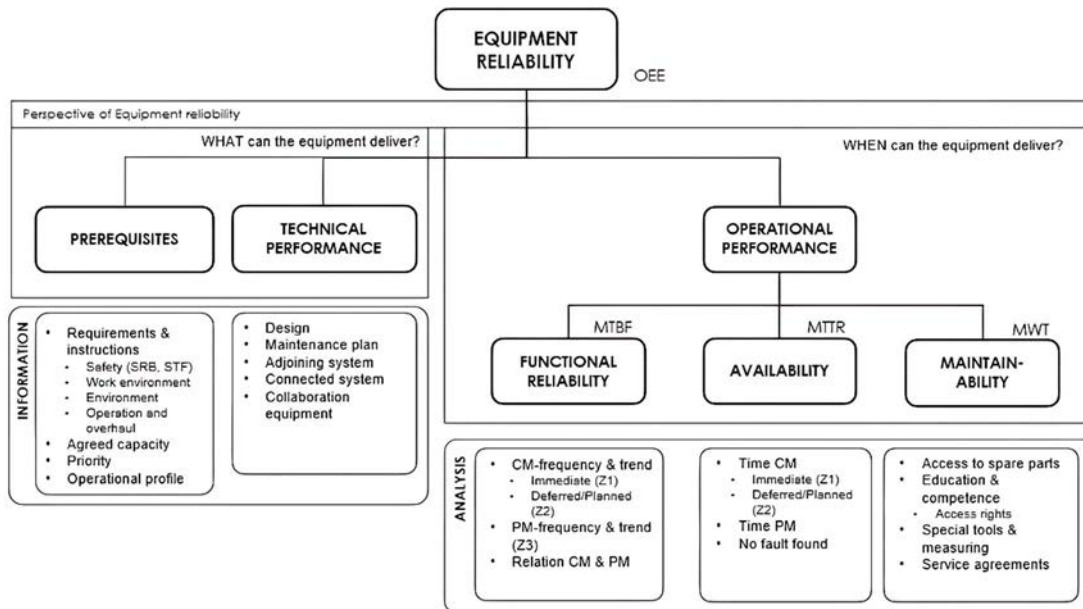 EQUIPMENT
RELIABILITY
OEE
Perspective of Equipment reliability
WHAT can the equipment deliver?
WHEN can the equipment deliver?
PREREQUISITES
TECHNICAL
PERFORMANCE
OPERATIONAL
PERFORMANCE
MTBF
MTTR
MWT
FUNCTIONAL
RELIABILITY
AVAILABILITY
MAINTAIN-
ABILITY
INFORMATION
• Requirements &
instructions
- Safety (SRB, STF)
- Work environment
- Environment
- Operation and
overhaul
• Agreed capacity
• Priority
• Operational profile
• Design
• Maintenance plan
• Adjoining system
• Connected system
• Collaboration
equipment
ANALYSIS
• CM-frequency & trend
- Immediate (Z1)
- Deferred/Planned
(Z2)
• PM-frequency & trend
(Z3)
• Relation CM & PM
• Time CM
- Immediate (Z1)
- Deferred/Planned
(Z2)
• Time PM
• No fault found
• Access to spare parts
• Education &
competence
• Access rights
• Special tools &
measuring
• Service agreements